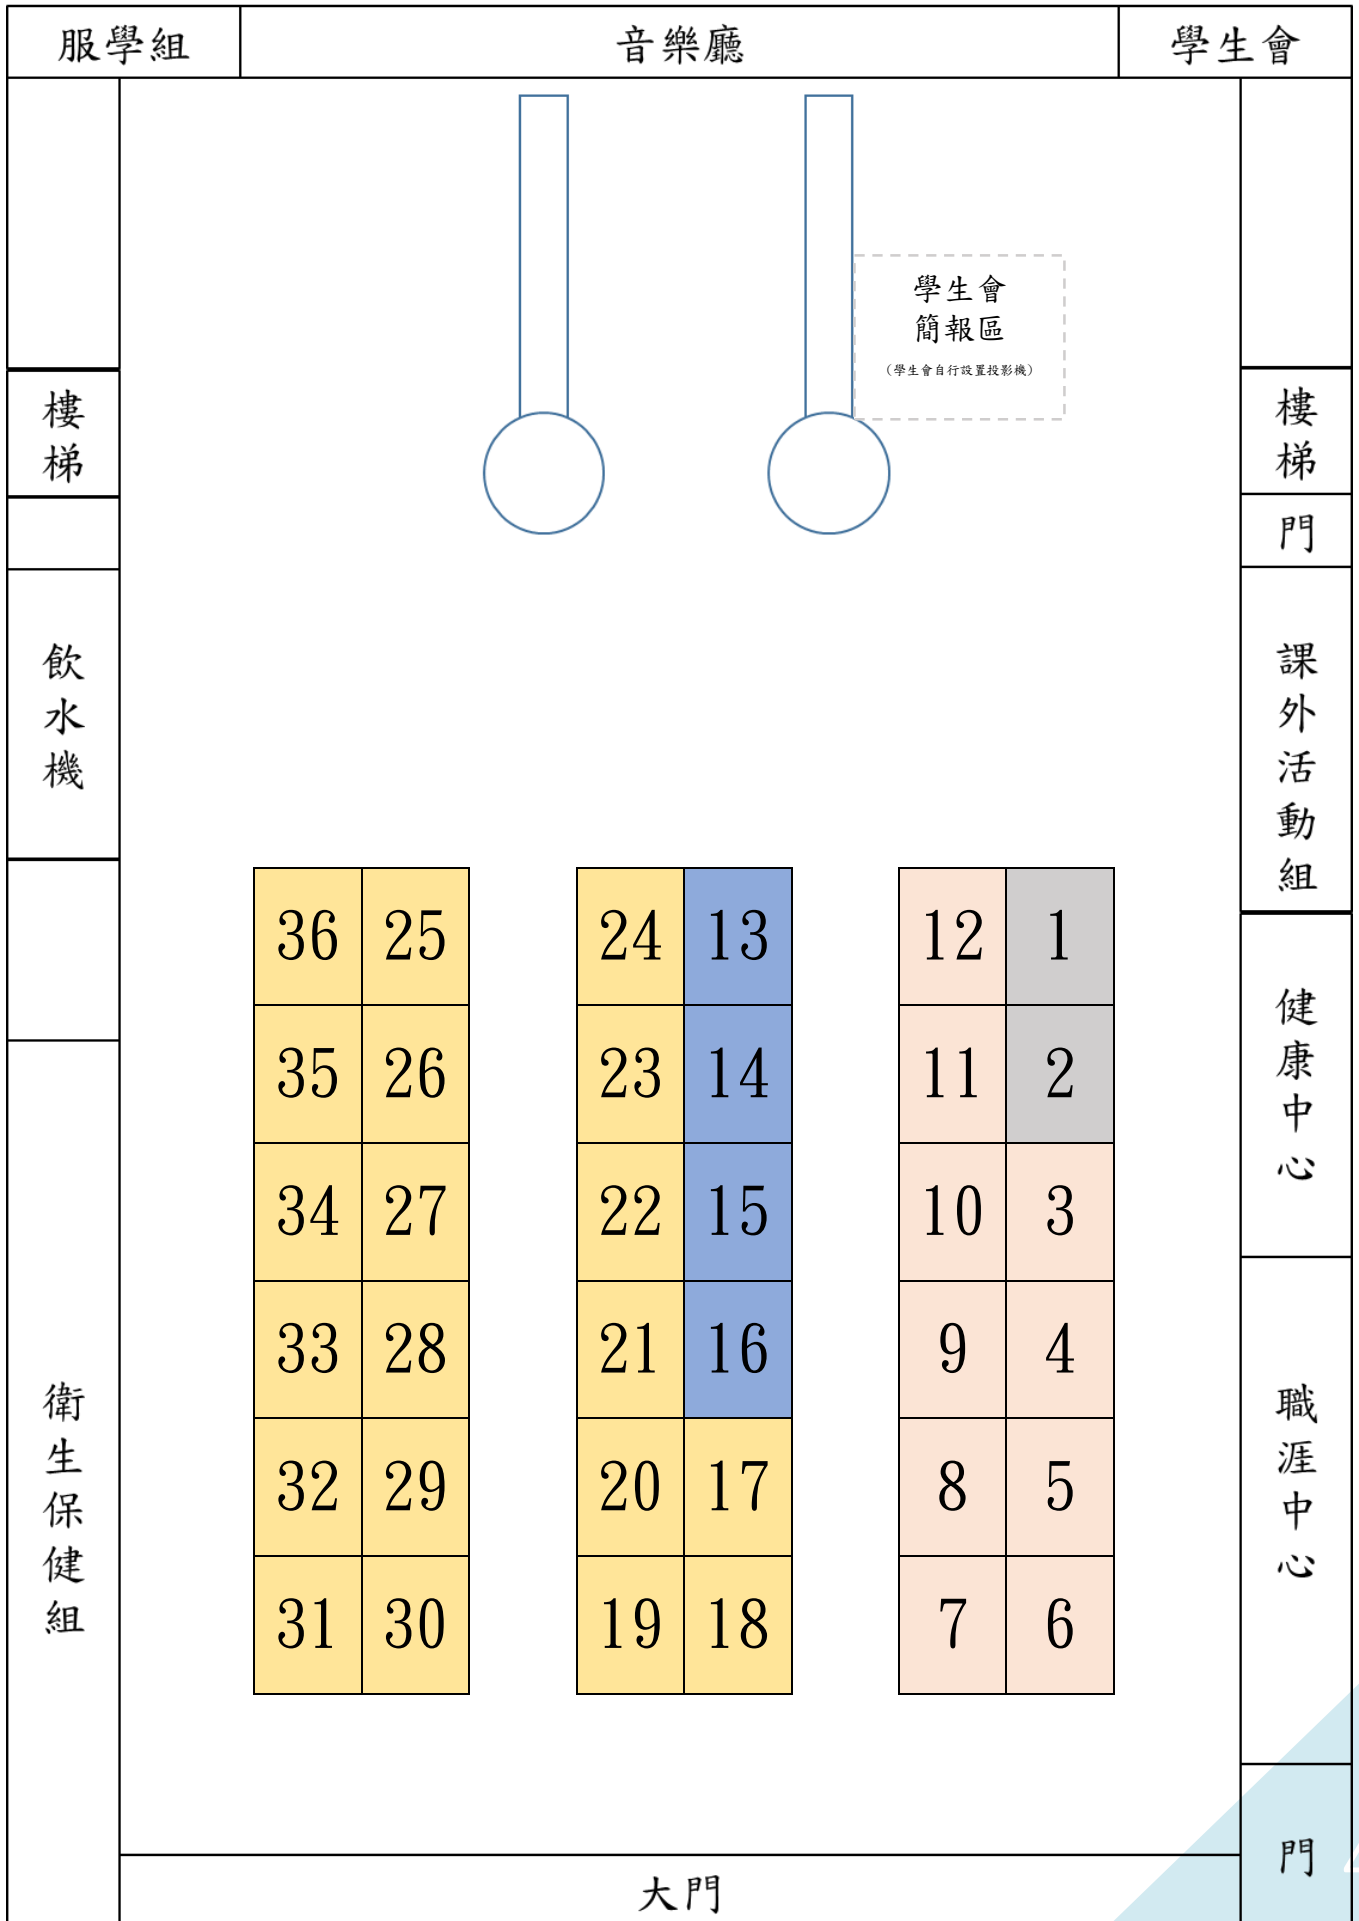 服學組 音樂廳 學生會
學生會
簡報區
(學生會自行設置投影機)
樓梯
樓梯
門
飲水機
課外活動組
36 25 24 13 12 1
35 26 23 14 11 2
34 27 22 15 10 3
33 28 21 16 9 4
32 29 20 17 8 5
31 30 19 18 7 6
健康中心
衛生保健組
職涯中心
門
大門